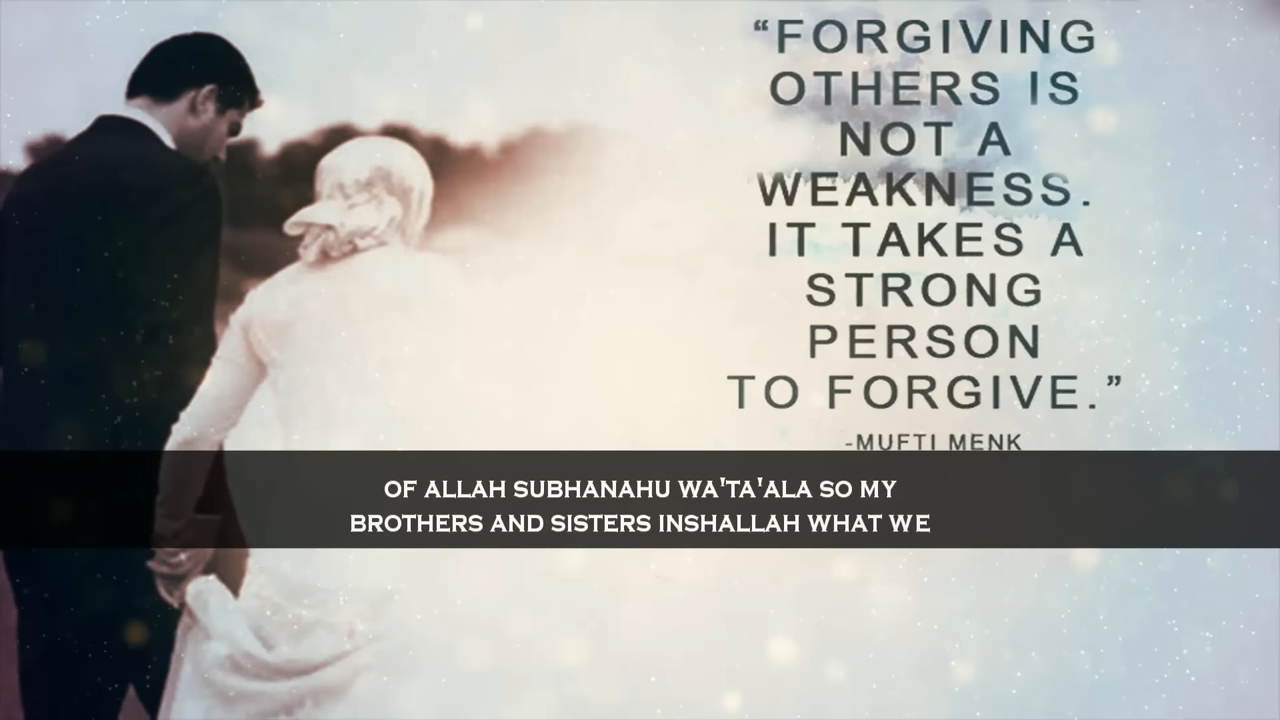 “FORGIVING
OTHERS IS
NOT A
WEAKNESS.
IT TAKES A
STRONG
PERSON
TO FORGIVE.”
-MUFTI MENK
OF ALLAH SUBHANAHU WA'TA'ALA SO MY
BROTHERS AND SISTERS INSHALLAH WHAT WE